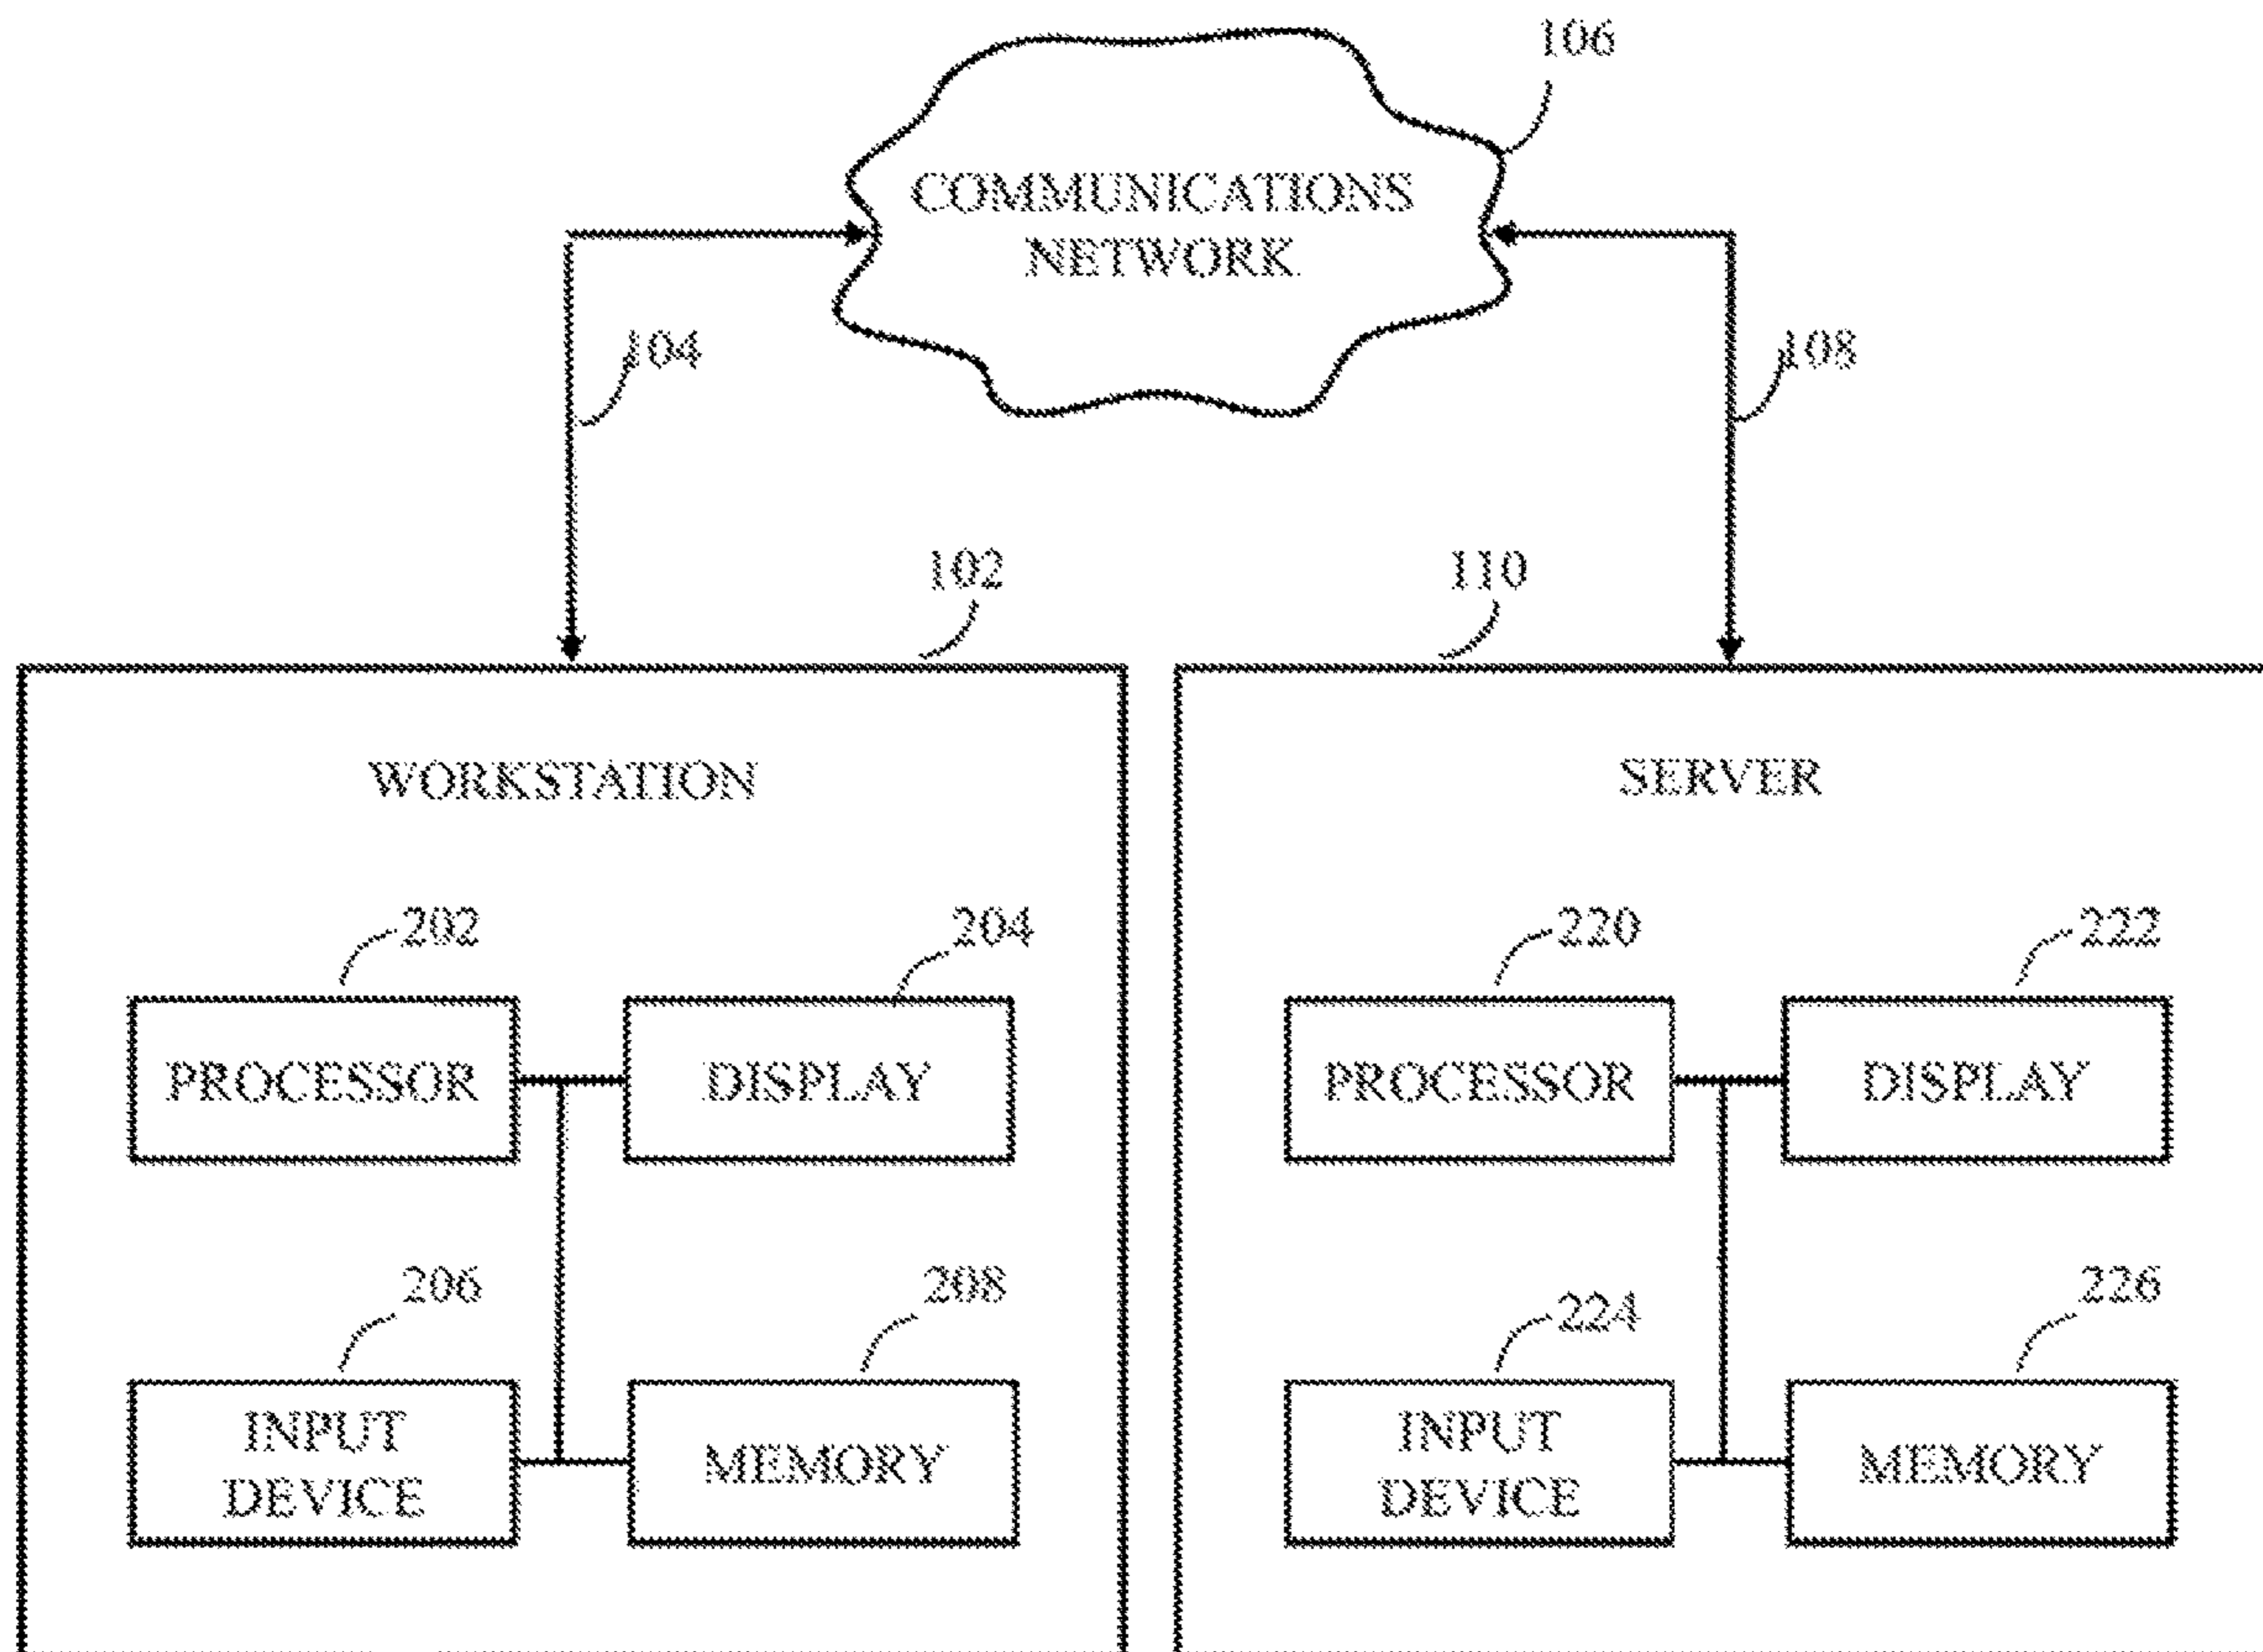 106
COMMUNICATIONS
NETWORK
104
108
102
110
WORKSTATION
SERVER
202
204
220
222
PROCESSOR
DISPLAY
PROCESSOR
DISPLAY
206
208
224
226
INPUT
DEVICE
MEMORY
INPUT
DEVICE
MEMORY